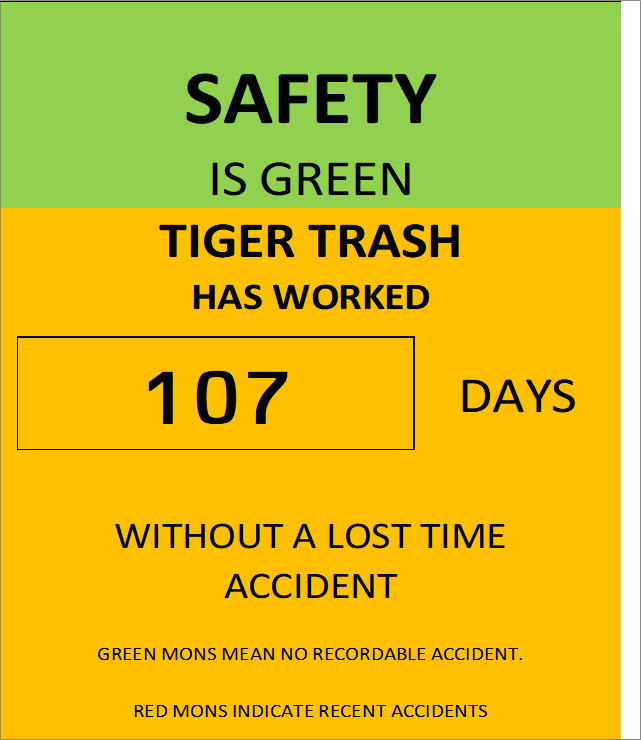 SAFETY
IS GREEN
TIGER TRASH
HAS WORKED
107 DAYS
WITHOUT A LOST TIME
ACCIDENT
GREEN MONS MEAN NO RECORDABLE ACCIDENT.
RED MONS INDICATE RECENT ACCIDENTS